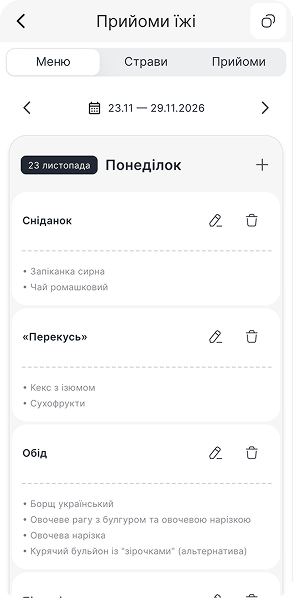 Прийоми їжі
Меню
Страви
Прийоми
23.11 — 29.11.2026
23 листопада
Понеділок
Сніданок
• Запіканка сирна
• Чай ромашковий
«Перекусь»
• Кекс з ізюмом
• Сухофрукти
Обід
• Борщ український
• Овочеве рагу з булгуром та овочевою нарізкою
• Овочева нарізка
• Курячий бульйон із "зірочками" (альтернатива)